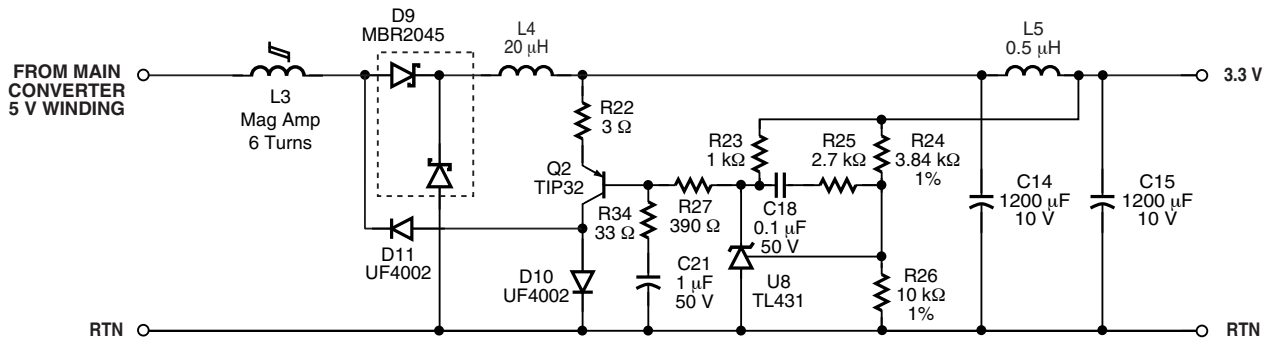 D9
MBR2045
L4
20 µH
L5
0.5 µH
FROM MAIN
CONVERTER
5 V WINDING
3.3 V
L3
Mag Amp
6 Turns
R22
3 Ω
R23
1 kΩ
R25
2.7 kΩ
R24
3.84 kΩ
1%
Q2
TIP32
C14
1200 µF
10 V
C15
1200 µF
10 V
R34
33 Ω
R27
390 Ω
C18
0.1 µF
50 V
D11
UF4002
D10
UF4002
C21
1 µF
50 V
U8
TL431
R26
10 kΩ
1%
RTN
RTN